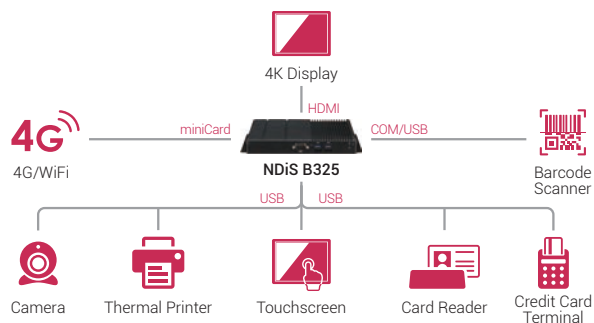 4K Display
HDMI
4G
miniCard
COM/USB
4G/WiFi
NDiS B325
Barcode
Scanner
USB
USB
Camera
Thermal Printer
Touchscreen
Card Reader
Credit Card
Terminal